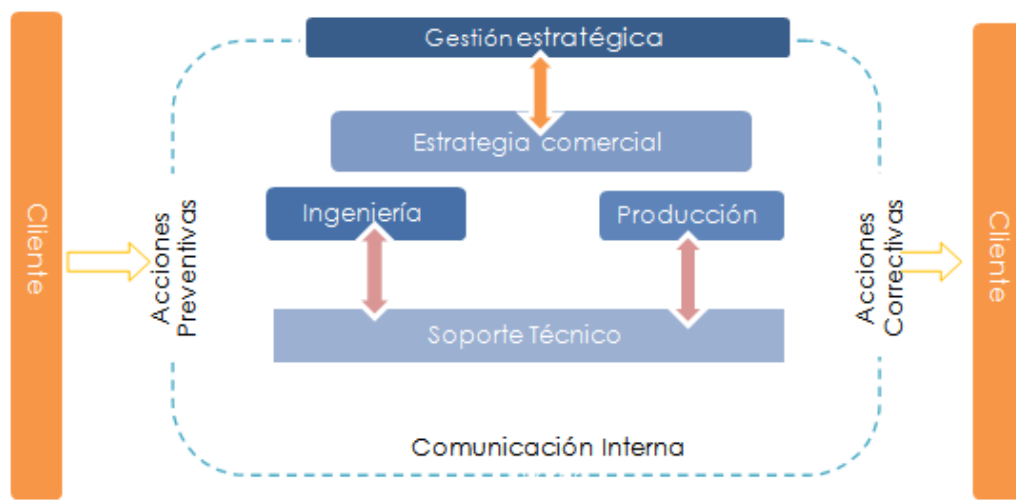 Gestión estratégica
Estrategia comercial
Ingeniería
Producción
Cliente
Acciones
Preventivas
Acciones
Correctivas
Cliente
Soporte Técnico
Comunicación Interna